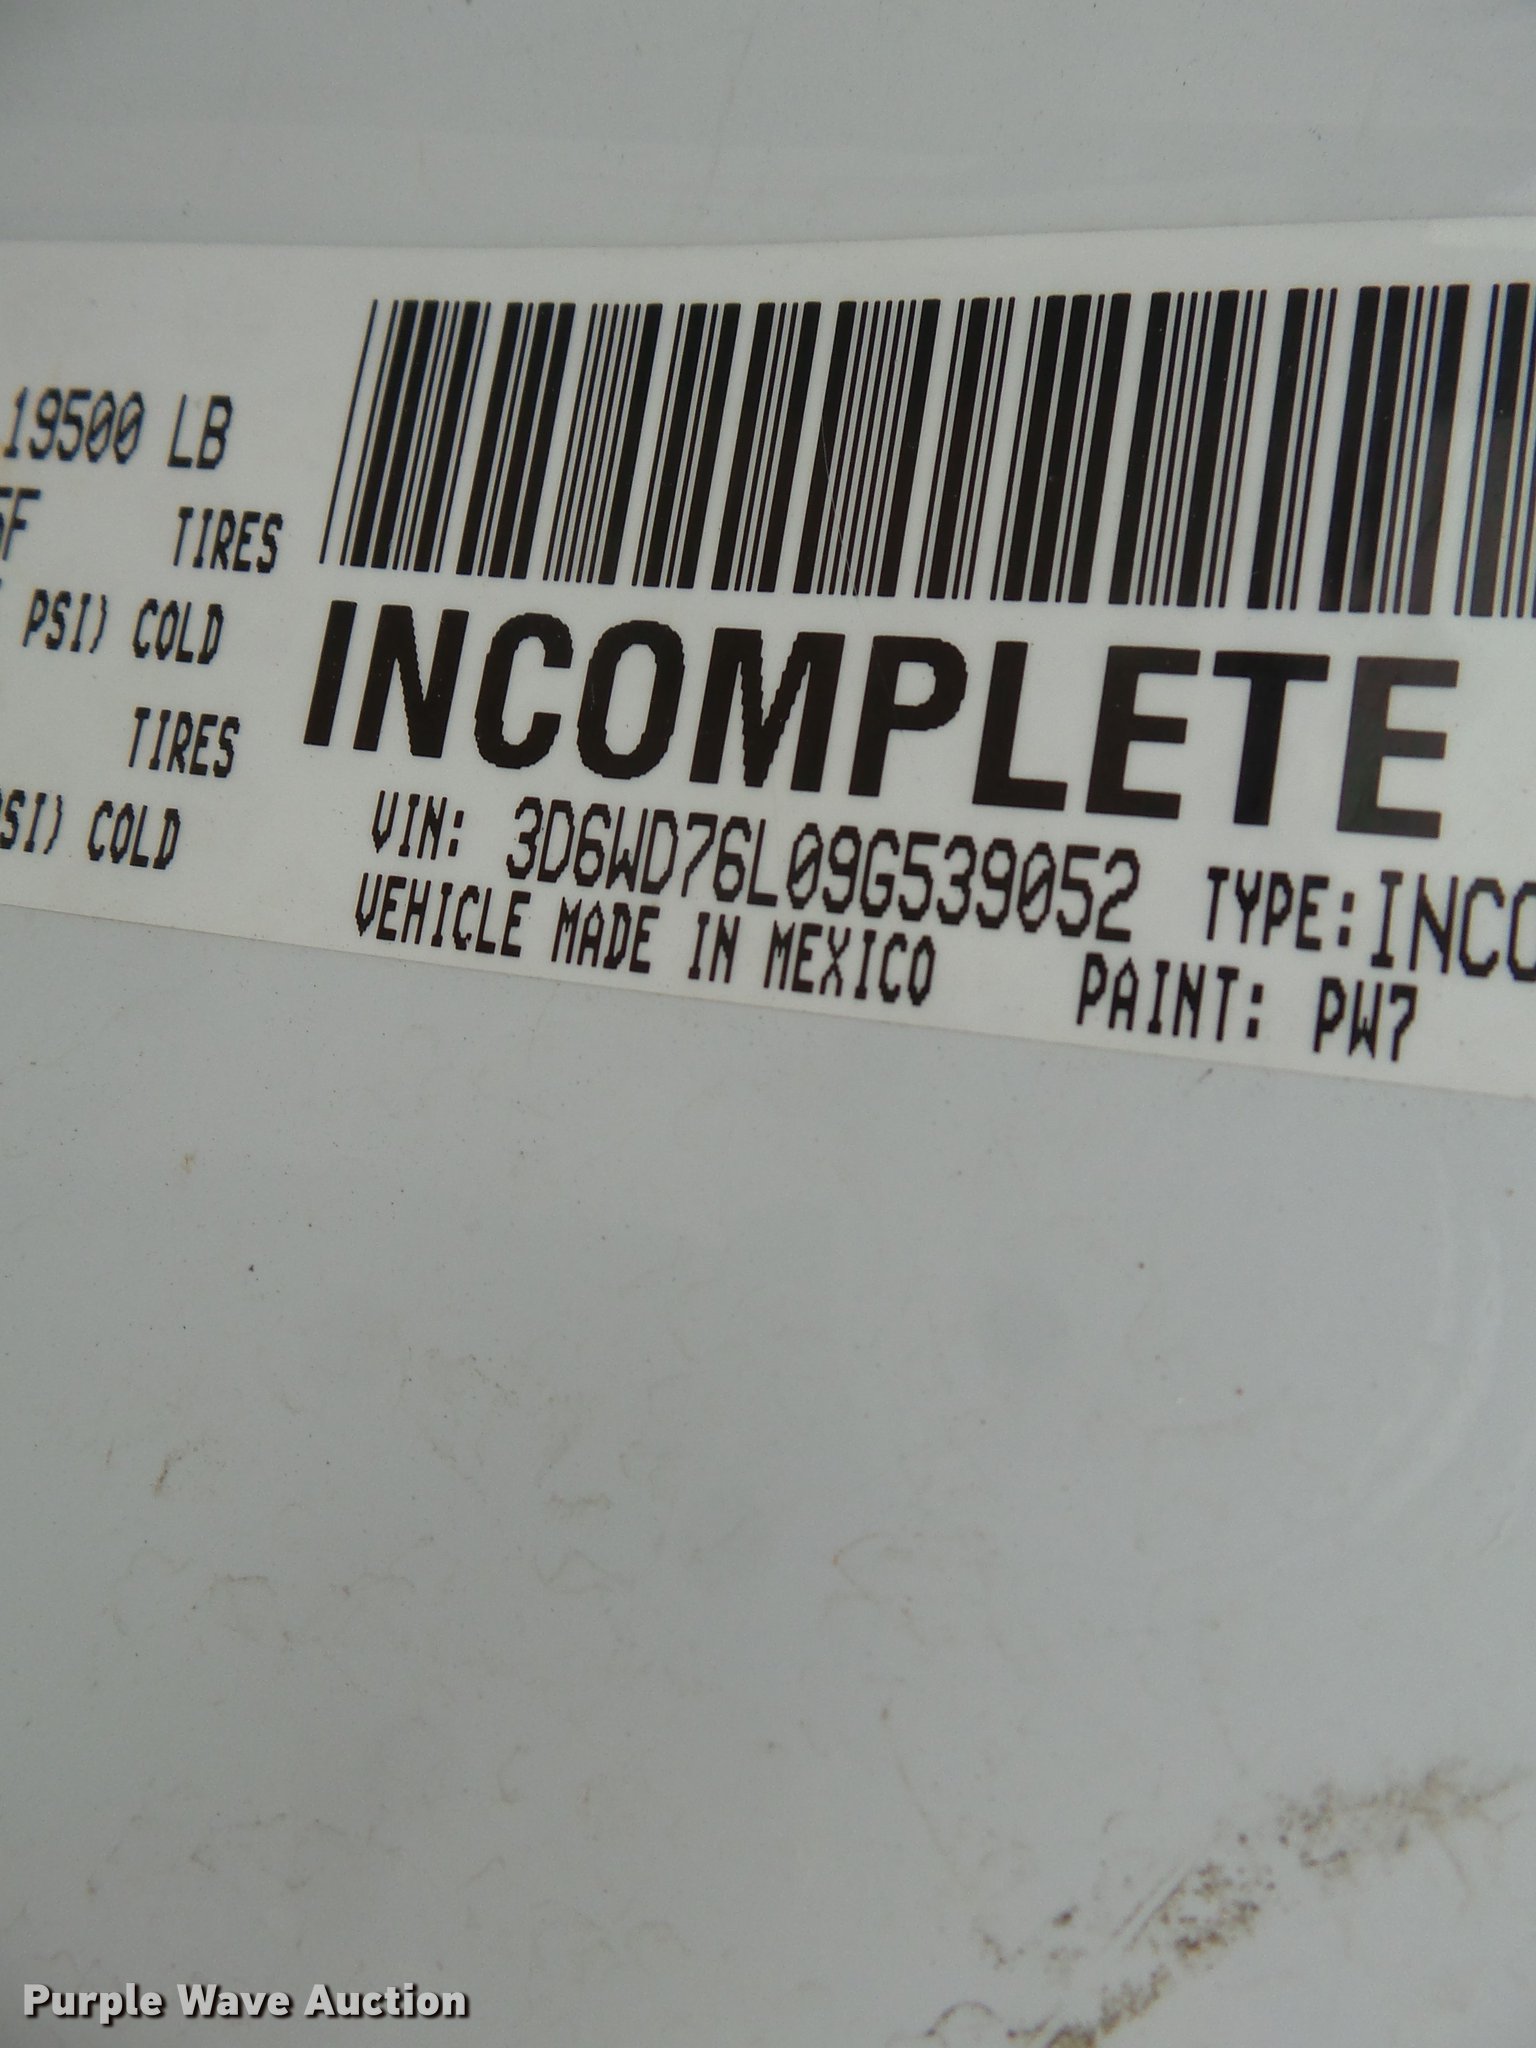 19500 LB
TIRES
PSI) COLD
TIRES
PSI) COLD
INCOMPLETE
VIN: 3D6WD76L09G539052 TYPE: INCO
VEHICLE MADE IN MEXICO PAINT: PW7
Purple Wave Auction